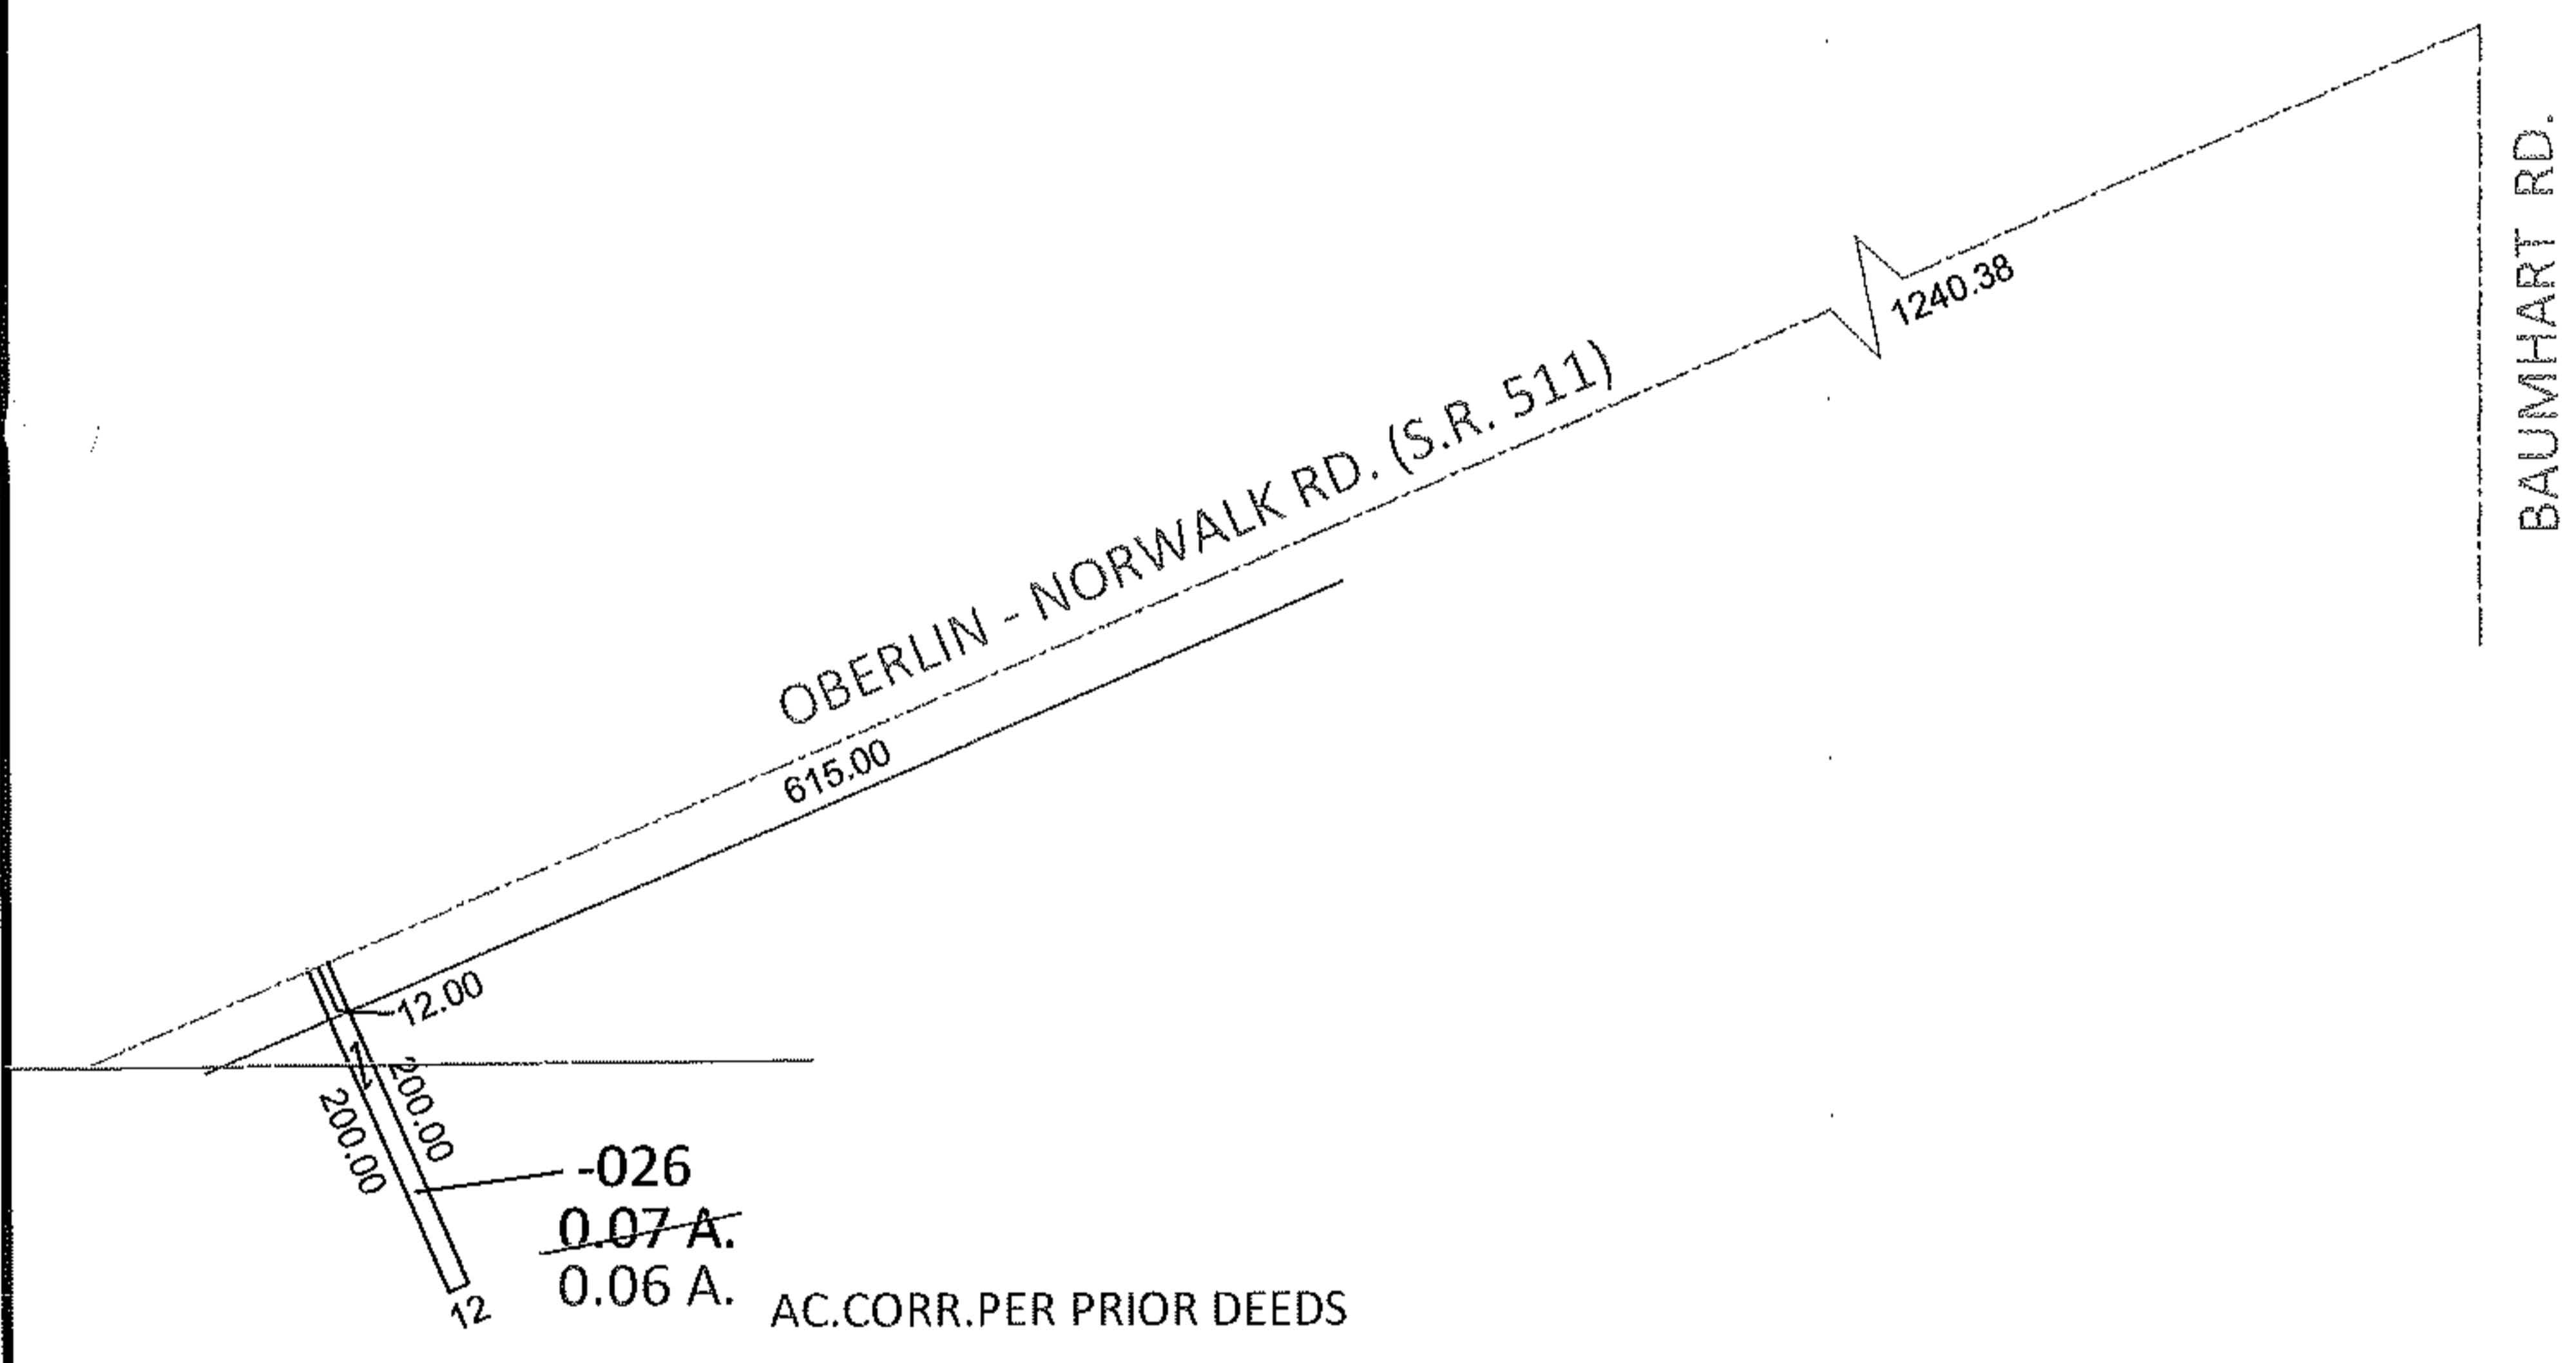 BAUMHART RD.
1240.38
OBERLIN - NORWALK RD. (S.R. 511)
615.00
12.00
200.00
200.00
-026
0.07 A.
0.06 A.
AC.CORR.PER PRIOR DEEDS
12